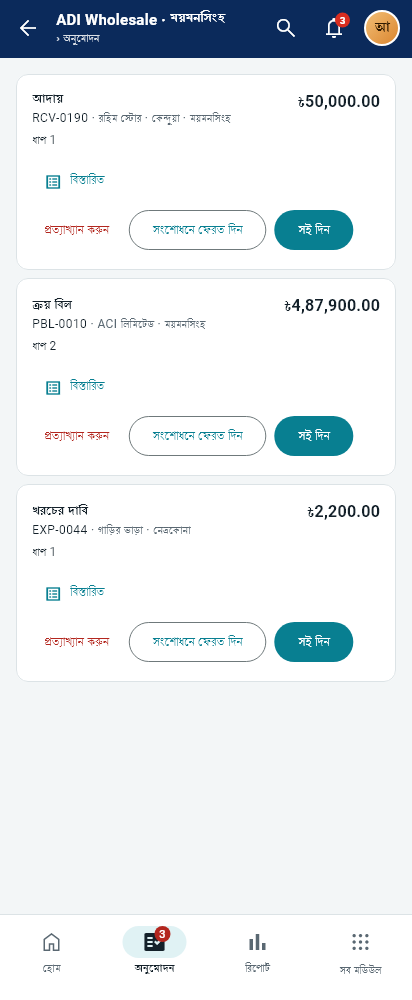 ADI Wholesale · ময়মনসিংহ
› অনুমোদন
3
আ
আদায়
৳50,000.00
RCV-0190 · রহিম স্টোর · কেন্দুয়া · ময়মনসিংহ
ধাপ 1
বিস্তারিত
প্রত্যাখ্যান করুন
সংশোধনে ফেরত দিন
সই দিন
ক্রয় বিল
৳4,87,900.00
PBL-0010 · ACI লিমিটেড · ময়মনসিংহ
ধাপ 2
বিস্তারিত
প্রত্যাখ্যান করুন
সংশোধনে ফেরত দিন
সই দিন
খরচের দাবি
৳2,200.00
EXP-0044 · গাড়ির ভাড়া · নেত্রকোনা
ধাপ 1
বিস্তারিত
প্রত্যাখ্যান করুন
সংশোধনে ফেরত দিন
সই দিন
3
হোম
অনুমোদন
রিপোর্ট
সব মডিউল